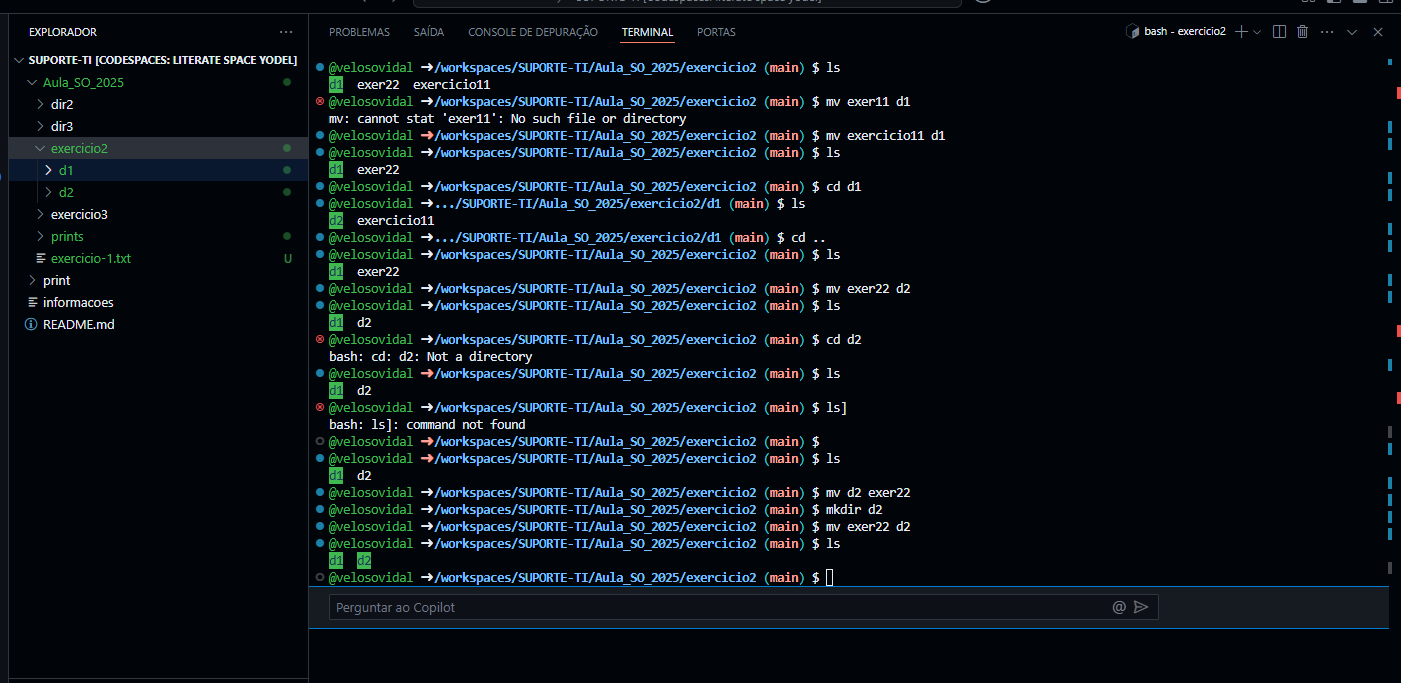 EXPLORADOR
SUPORTE-TI [CODESPACES: LITERATE SPACE YODEL]
Aula_SO_2025
dir2
dir3
exercicio2
d1
d2
exercicio3
prints
exercicio-1.txt U
print
informacoes
README.md
PROBLEMAS SAÍDA CONSOLE DE DEPURAÇÃO TERMINAL PORTAS
bash - exercicio2
@velosovidal ➜/workspaces/SUPORTE-TI/Aula_SO_2025/exercicio2 (main) $ ls
d1 exer22 exercicio11
@velosovidal ➜/workspaces/SUPORTE-TI/Aula_SO_2025/exercicio2 (main) $ mv exer11 d1
mv: cannot stat 'exer11': No such file or directory
@velosovidal ➜/workspaces/SUPORTE-TI/Aula_SO_2025/exercicio2 (main) $ mv exercicio11 d1
@velosovidal ➜/workspaces/SUPORTE-TI/Aula_SO_2025/exercicio2 (main) $ ls
d1 exer22
@velosovidal ➜/workspaces/SUPORTE-TI/Aula_SO_2025/exercicio2 (main) $ cd d1
@velosovidal ➜.../SUPORTE-TI/Aula_SO_2025/exercicio2/d1 (main) $ ls
d2 exercicio11
@velosovidal ➜.../SUPORTE-TI/Aula_SO_2025/exercicio2/d1 (main) $ cd ..
@velosovidal ➜/workspaces/SUPORTE-TI/Aula_SO_2025/exercicio2 (main) $ ls
d1 exer22
@velosovidal ➜/workspaces/SUPORTE-TI/Aula_SO_2025/exercicio2 (main) $ mv exer22 d2
@velosovidal ➜/workspaces/SUPORTE-TI/Aula_SO_2025/exercicio2 (main) $ ls
d1 d2
@velosovidal ➜/workspaces/SUPORTE-TI/Aula_SO_2025/exercicio2 (main) $ cd d2
bash: cd: d2: Not a directory
@velosovidal ➜/workspaces/SUPORTE-TI/Aula_SO_2025/exercicio2 (main) $ ls
d1 d2
@velosovidal ➜/workspaces/SUPORTE-TI/Aula_SO_2025/exercicio2 (main) $ ls]
bash: ls]: command not found
@velosovidal ➜/workspaces/SUPORTE-TI/Aula_SO_2025/exercicio2 (main) $
@velosovidal ➜/workspaces/SUPORTE-TI/Aula_SO_2025/exercicio2 (main) $ ls
d1 d2
@velosovidal ➜/workspaces/SUPORTE-TI/Aula_SO_2025/exercicio2 (main) $ mv d2 exer22
@velosovidal ➜/workspaces/SUPORTE-TI/Aula_SO_2025/exercicio2 (main) $ mkdir d2
@velosovidal ➜/workspaces/SUPORTE-TI/Aula_SO_2025/exercicio2 (main) $ mv exer22 d2
@velosovidal ➜/workspaces/SUPORTE-TI/Aula_SO_2025/exercicio2 (main) $ ls
d1 d2
@velosovidal ➜/workspaces/SUPORTE-TI/Aula_SO_2025/exercicio2 (main) $
Perguntar ao Copilot @